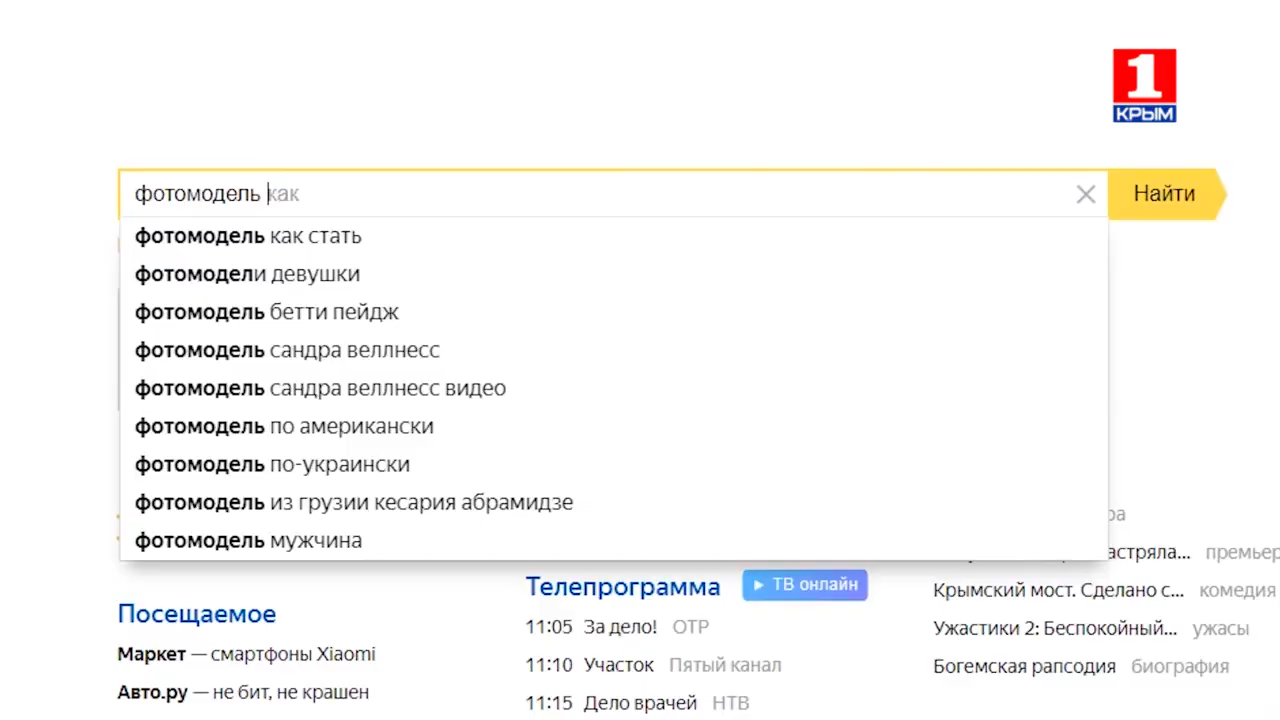 1
КРЫМ
фотомодель как
Найти
фотомодель как стать
фотомодели девушки
фотомодель бетти пейдж
фотомодель сандра веллнесс
фотомодель сандра веллнесс видео
фотомодель по американски
фотомодель по-украински
фотомодель из грузии кесария абрамидзе
фотомодель мужчина
Посещаемое
Маркет — смартфоны Xiaomi
Авто.ру — не бит, не крашен
Телепрограмма ТВ онлайн
11:05 За дело! ОТР
11:10 Участок Пятый канал
11:15 Дело врачей НТВ
ра
астряла... премьер
Крымский мост. Сделано с... комедия
Ужастики 2: Беспокойный... ужасы
Богемская рапсодия биография